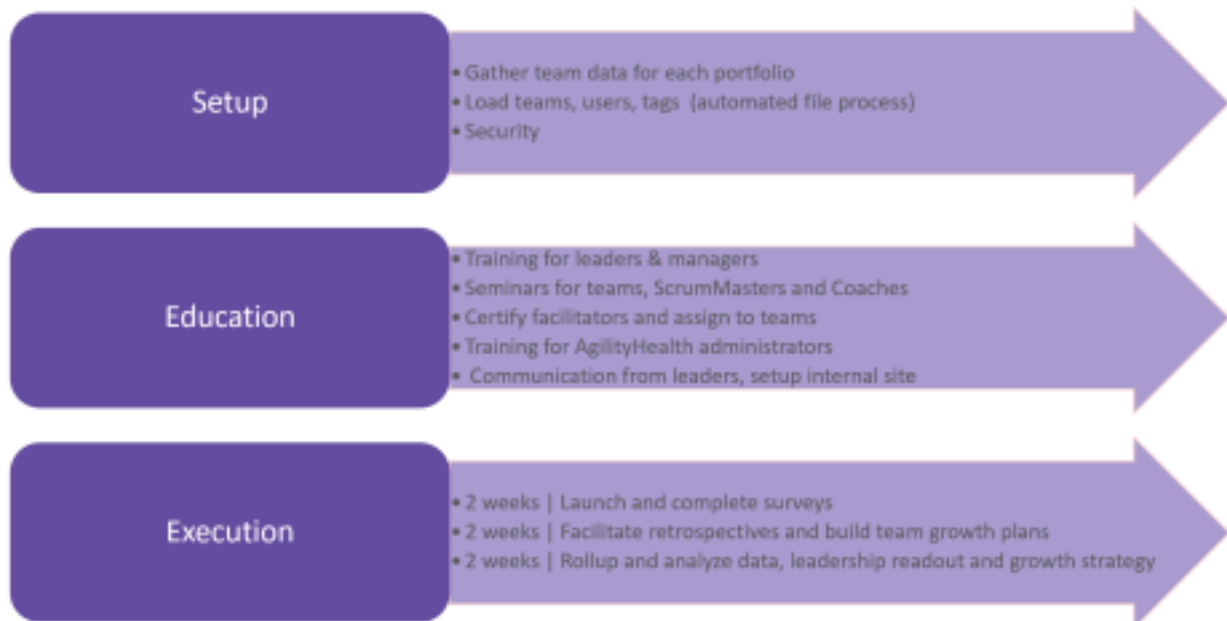 Setup
• Gather team data for each portfolio
• Load teams, users, tags (automated file process)
• Security
Education
• Training for leaders & managers
• Seminars for teams, ScrumMasters and Coaches
• Certify facilitators and assign to teams
• Training for AgilityHealth administrators
• Communication from leaders, setup internal site
Execution
• 2 weeks | Launch and complete surveys
• 2 weeks | Facilitate retrospectives and build team growth plans
• 2 weeks | Rollup and analyze data, leadership readout and growth strategy